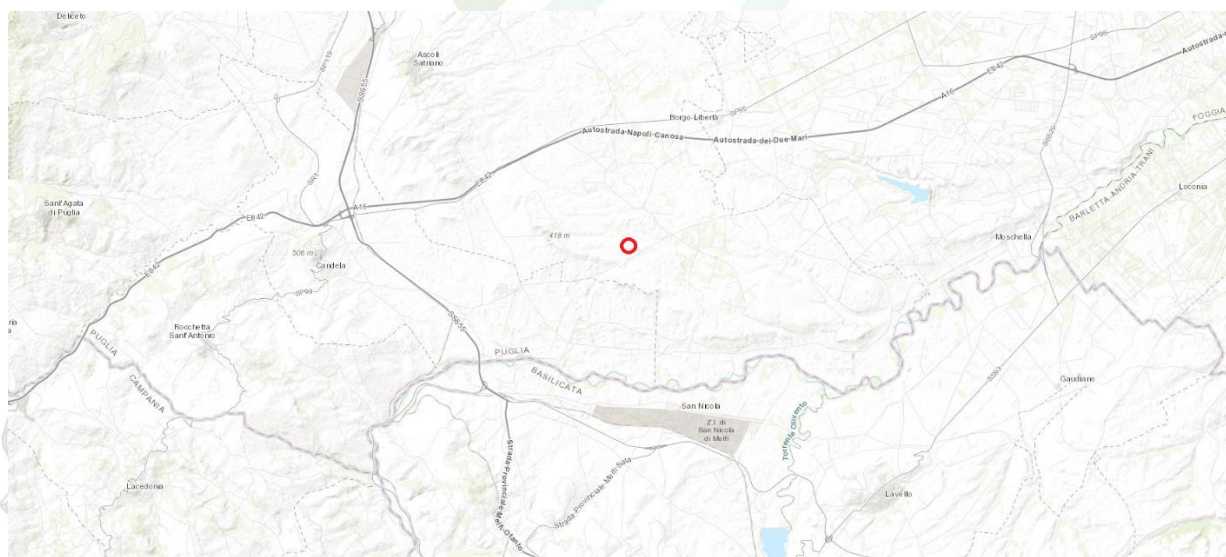 Deliceto
SP119
SS655
Ascoli
Satriano
SP95
E842
Autostrada-d
A16
Borgo-Libertà
SP95
Autostrada-Napoli-Canosa
Autostrada-dei-Due-Mari
FOGGIA
BARLETTA-ANDRIA-TRANI
Loconia
SR1
E842
A16
Sant'Agata
di Puglia
E842
418 m
506 m
Candela
Moschella
SP99
E842
Rocchetta
Sant'Antonio
SS655
PUGLIA
CAMPANIA
PUGLIA
BASILICATA
SS93
Gaudiano
San Nicola
Z.I. di
San Nicola
di Melfi
Torrente Olivento
Lacedonia
Strada-Provinciale-Melfi-Ofanto
Strada Provinciale Melfi Sata
Lavello